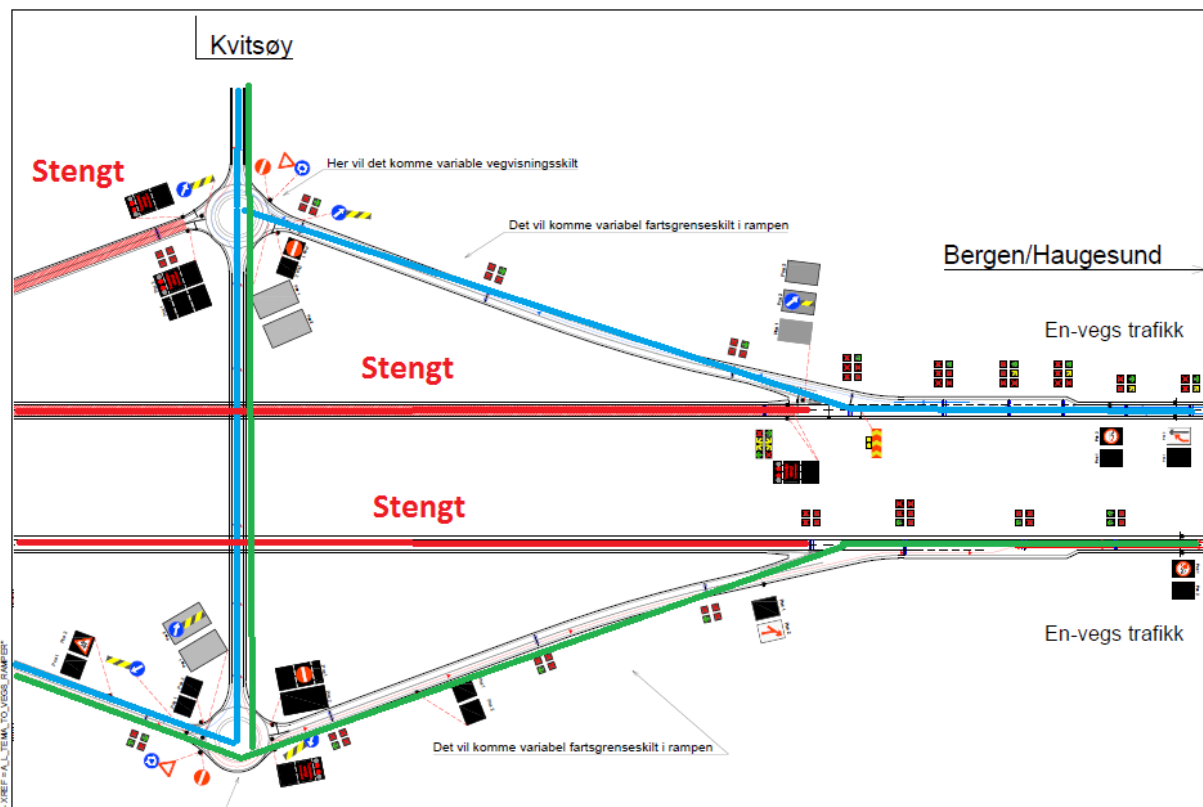 Kvitsøy
Stengt
Her vil det komme variable vegvisningsskilt
Det vil komme variabel fartsgrenseskilt i rampen
Bergen/Haugesund
En-vegs trafikk
Stengt
Stengt
En-vegs trafikk
Det vil komme variabel fartsgrenseskilt i rampen